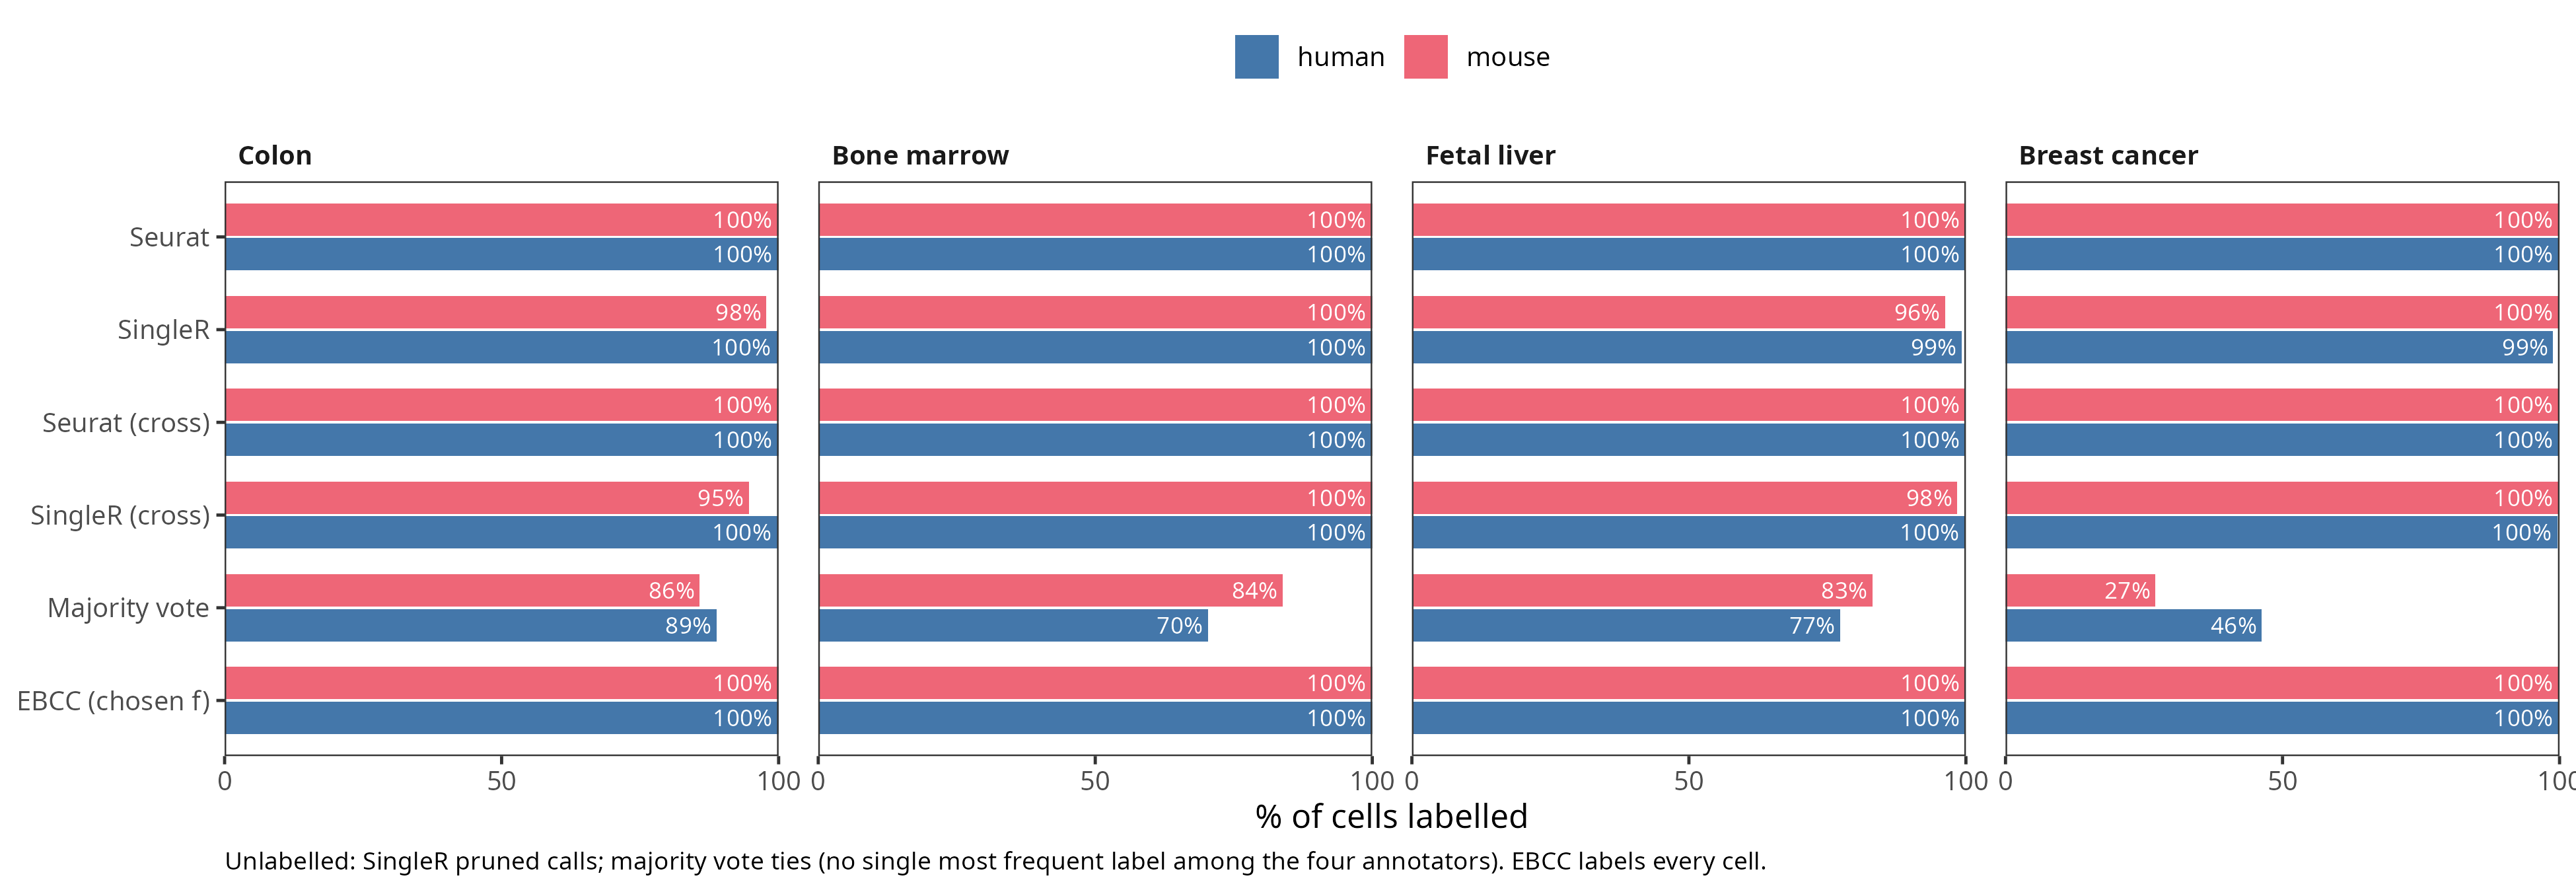 human mouse
Colon Bone marrow Fetal liver Breast cancer
Seurat 100% 100% 100% 100%
100% 100% 100% 100%
SingleR 98% 100% 96% 100%
100% 100% 99% 99%
Seurat (cross) 100% 100% 100% 100%
100% 100% 100% 100%
SingleR (cross) 95% 100% 98% 100%
100% 100% 100% 100%
Majority vote 86% 84% 83% 27%
89% 70% 77% 46%
EBCC (chosen f) 100% 100% 100% 100%
100% 100% 100% 100%
0 50 100 0 50 100 0 50 100 0 50 100
% of cells labelled
Unlabelled: SingleR pruned calls; majority vote ties (no single most frequent label among the four annotators). EBCC labels every cell.